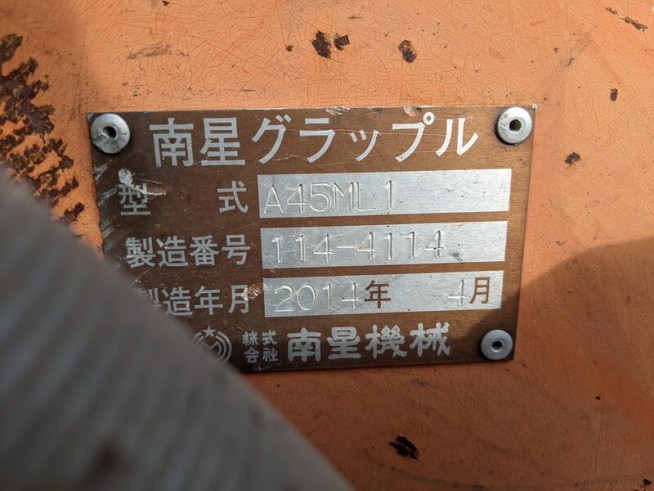 南星グラップル
型 式 A45ML1
製造番号 114-4114
製造年月 2014年 4月
株式会社 南星機械